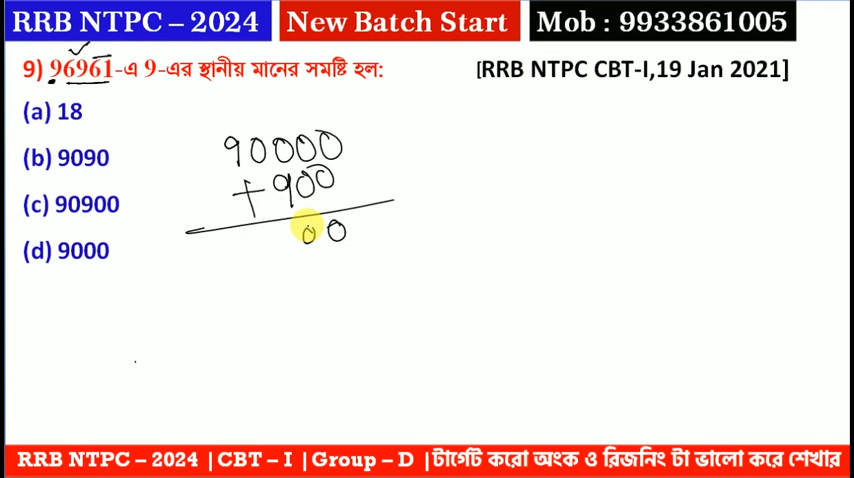 RRB NTPC – 2024 New Batch Start Mob : 9933861005
9) 96961-এ 9-এর স্থানীয় মানের সমষ্টি হল: [RRB NTPC CBT-I,19 Jan 2021]
(a) 18
(b) 9090
(c) 90900
(d) 9000
90000
+ 900
00
RRB NTPC – 2024 |CBT – I |Group – D |টার্গেট করো অংক ও রিজনিং টা ভালো করে শেখার